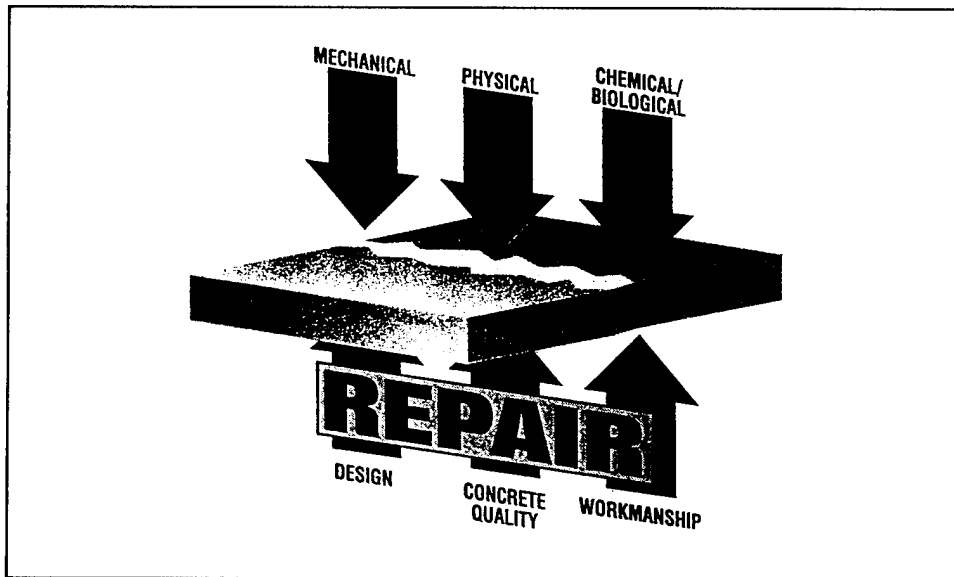 MECHANICAL
PHYSICAL
CHEMICAL/
BIOLOGICAL
REPAIR
DESIGN
CONCRETE
QUALITY
WORKMANSHIP